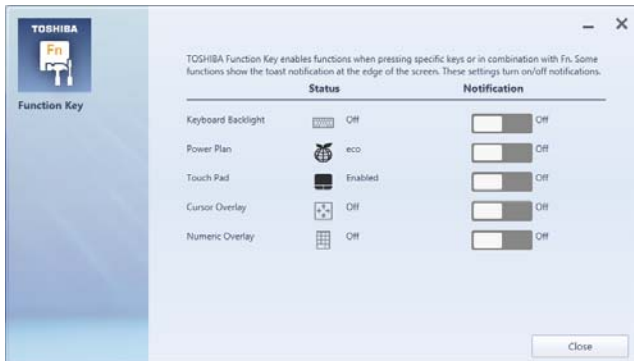 TOSHIBA
Fn
Function Key
TOSHIBA Function Key enables functions when pressing specific keys or in combination with Fn. Some
functions show the toast notification at the edge of the screen. These settings turn on/off notifications.
Status Notification
Keyboard Backlight Off Off
Power Plan eco Off
Touch Pad Enabled Off
Cursor Overlay Off Off
Numeric Overlay Off Off
Close